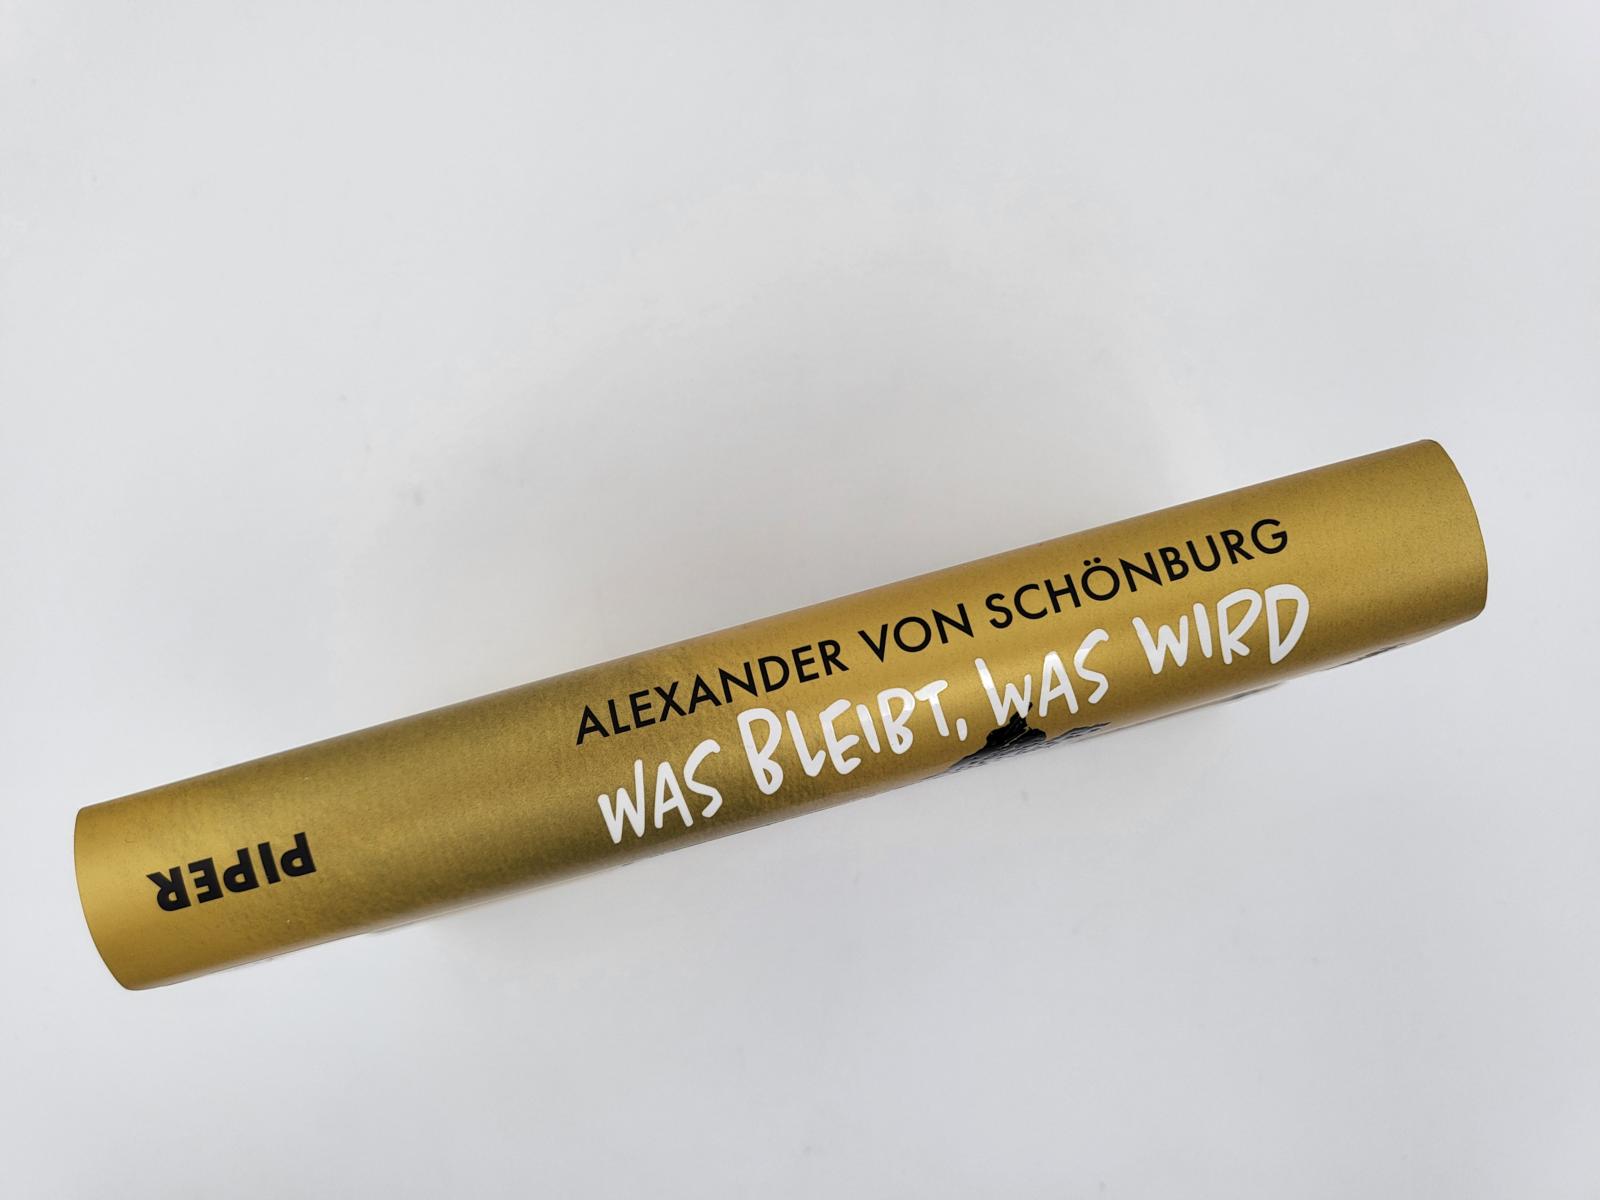 ALEXANDER VON SCHÖNBURG
WAS BLEIBT, WAS WIRD
PIPER